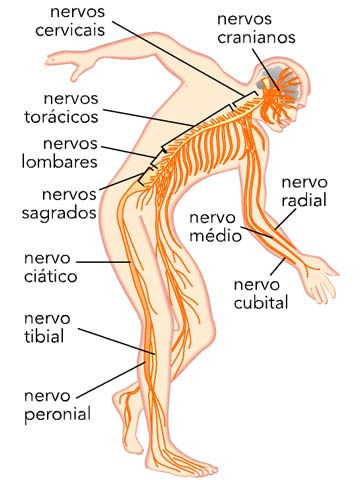 nervos
cervicais
nervos
cranianos
nervos
torácicos
nervos
lombares
nervos
sagrados
nervo
radial
nervo
médio
nervo
cubital
nervo
ciático
nervo
tibial
nervo
peronial